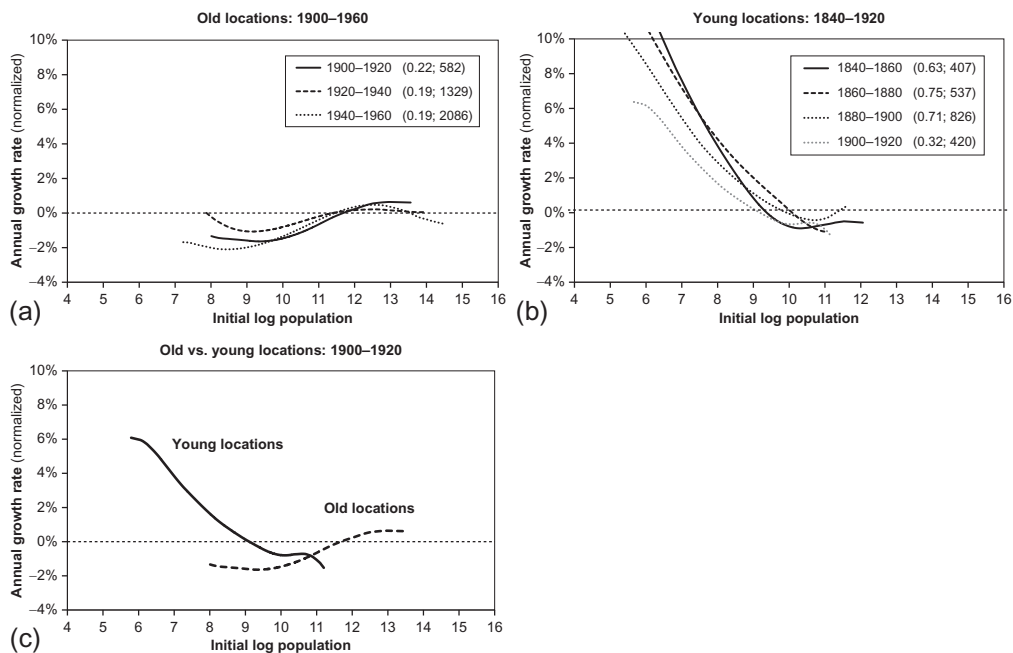 Old locations: 1900–1960
Annual growth rate (normalized)
10%
8%
6%
4%
2%
0%
−2%
−4%
1900–1920 (0.22; 582)
1920–1940 (0.19; 1329)
1940–1960 (0.19; 2086)
4 5 6 7 8 9 10 11 12 13 14 15 16
Initial log population
(a)
Young locations: 1840–1920
Annual growth rate (normalized)
10%
8%
6%
4%
2%
0%
−2%
−4%
1840–1860 (0.63; 407)
1860–1880 (0.75; 537)
1880–1900 (0.71; 826)
1900–1920 (0.32; 420)
4 5 6 7 8 9 10 11 12 13 14 15 16
Initial log population
(b)
Old vs. young locations: 1900–1920
Annual growth rate (normalized)
10%
8%
6%
4%
2%
0%
−2%
−4%
Young locations
Old locations
4 5 6 7 8 9 10 11 12 13 14 15 16
Initial log population
(c)